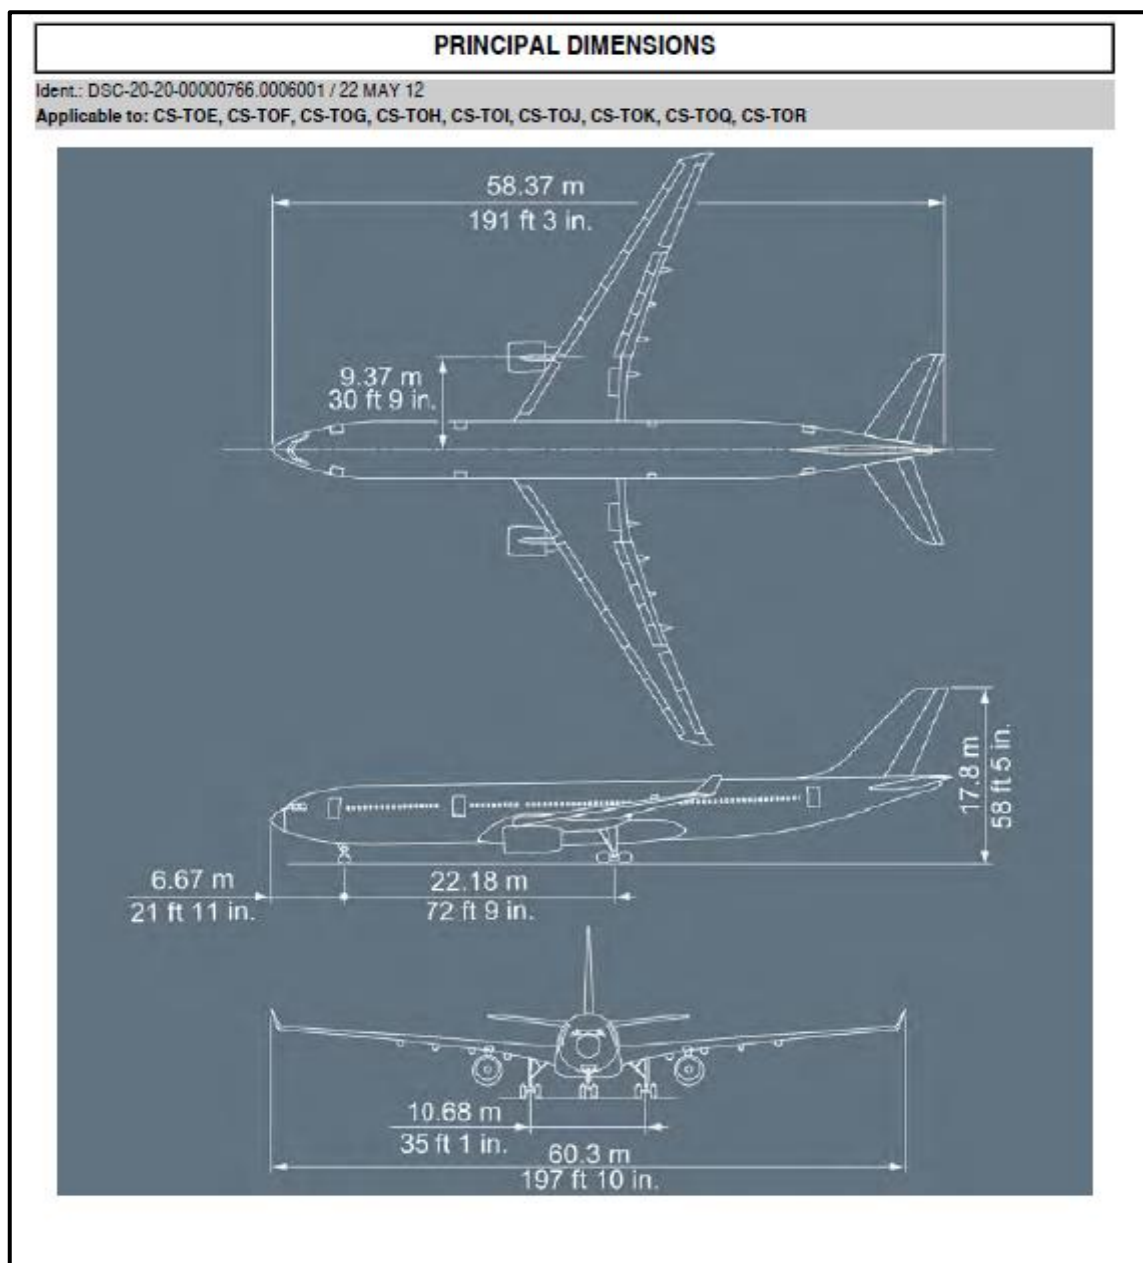 PRINCIPAL DIMENSIONS
Ident.: DSC-20-20-00000766.0006001 / 22 MAY 12
Applicable to: CS-TOE, CS-TOF, CS-TOG, CS-TOH, CS-TOI, CS-TOJ, CS-TOK, CS-TOQ, CS-TOR
58.37 m
191 ft 3 in.
9.37 m
30 ft 9 in.
17.8 m
58 ft 5 in.
6.67 m
21 ft 11 in.
22.18 m
72 ft 9 in.
10.68 m
35 ft 1 in.
60.3 m
197 ft 10 in.